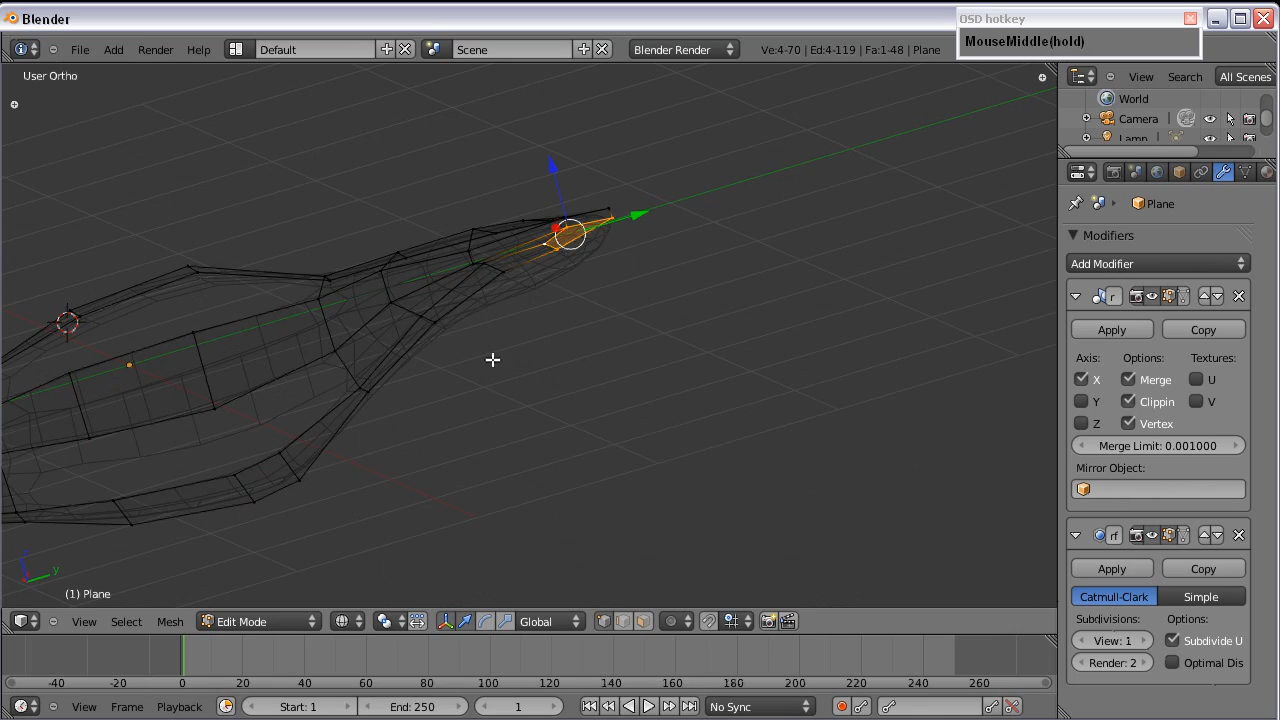 Blender
OSD hotkey
MouseMiddle(hold)
File Add Render Help Default Scene Blender Render Ve:4-70 | Ed:4-119 | Fa:1-48 | Plane
User Ortho
View Search All Scenes
World
Camera
Lamp
Plane
Modifiers
Add Modifier
r
Apply Copy
Axis: Options: Textures:
X Merge U
Y Clippin V
Z Vertex
Merge Limit: 0.001000
Mirror Object:
rf
Apply Copy
Catmull-Clark Simple
Subdivisions: Options:
View: 1 Subdivide U
Render: 2 Optimal Dis
y
(1) Plane
View Select Mesh Edit Mode Global
-40 -20 0 20 40 60 80 100 120 140 160 180 200 220 240 260
View Frame Playback Start: 1 End: 250 1 No Sync